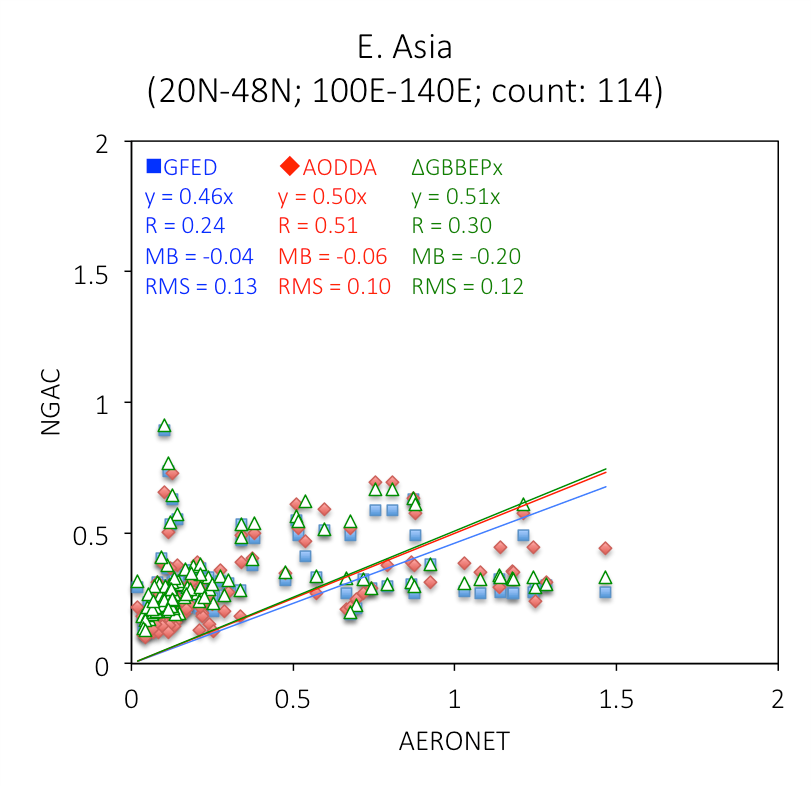 E. Asia
(20N-48N; 100E-140E; count: 114)
GFED AODDA ΔGBBEPx
y = 0.46x y = 0.50x y = 0.51x
R = 0.24 R = 0.51 R = 0.30
MB = -0.04 MB = -0.06 MB = -0.20
RMS = 0.13 RMS = 0.10 RMS = 0.12
2
1.5
1
0.5
0
NGAC
0 0.5 1 1.5 2
AERONET